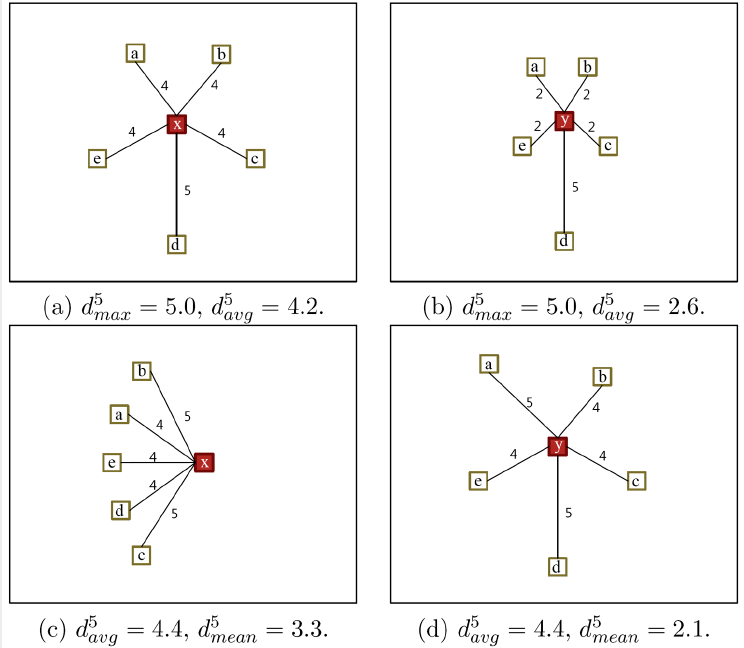 a b
4 4
x
4 4
e c
5
d
(a) d^5_{max} = 5.0, d^5_{avg} = 4.2.
a b
2 2
y
2 2
e c
5
d
(b) d^5_{max} = 5.0, d^5_{avg} = 2.6.
b
5
a
4
e 4 x
4
d 5
c
(c) d^5_{avg} = 4.4, d^5_{mean} = 3.3.
a b
5 4
y
4 4
e c
5
d
(d) d^5_{avg} = 4.4, d^5_{mean} = 2.1.